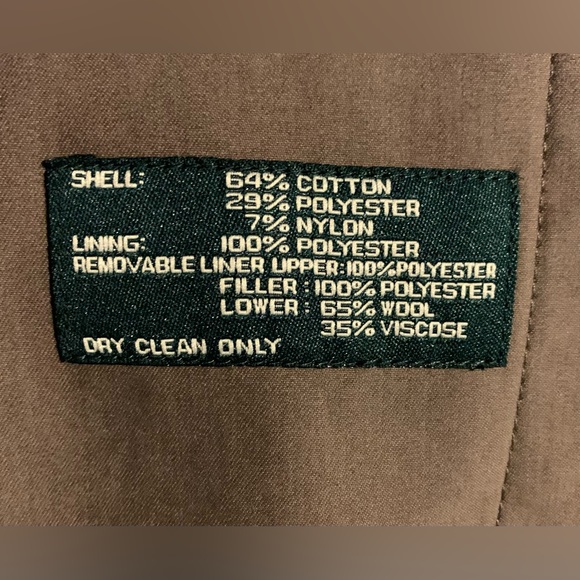 SHELL: 64% COTTON
29% POLYESTER
7% NYLON
LINING: 100% POLYESTER
REMOVABLE LINER UPPER: 100% POLYESTER
FILLER: 100% POLYESTER
LOWER: 65% WOOL
35% VISCOSE
DRY CLEAN ONLY